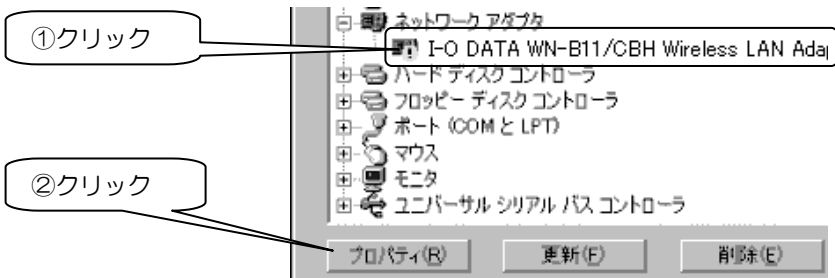 ネットワーク アダプタ
①クリック
I-O DATA WN-B11/CBH Wireless LAN Adap
ハード ディスク コントローラ
フロッピー ディスク コントローラ
ポート (COM と LPT)
マウス
②クリック
モニタ
ユニバーサル シリアル バス コントローラ
プロパティ(R)
更新(F)
削除(E)